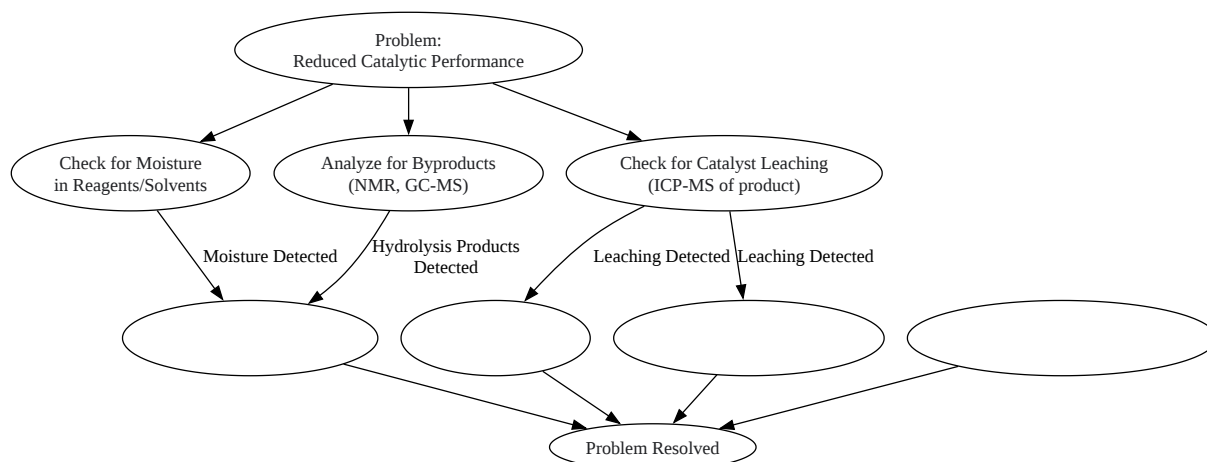 Problem:
Reduced Catalytic Performance
Check for Moisture
in Reagents/Solvents
Analyze for Byproducts
(NMR, GC-MS)
Check for Catalyst Leaching
(ICP-MS of product)
Moisture Detected
Hydrolysis Products
Detected
Leaching Detected
Leaching Detected
Problem Resolved